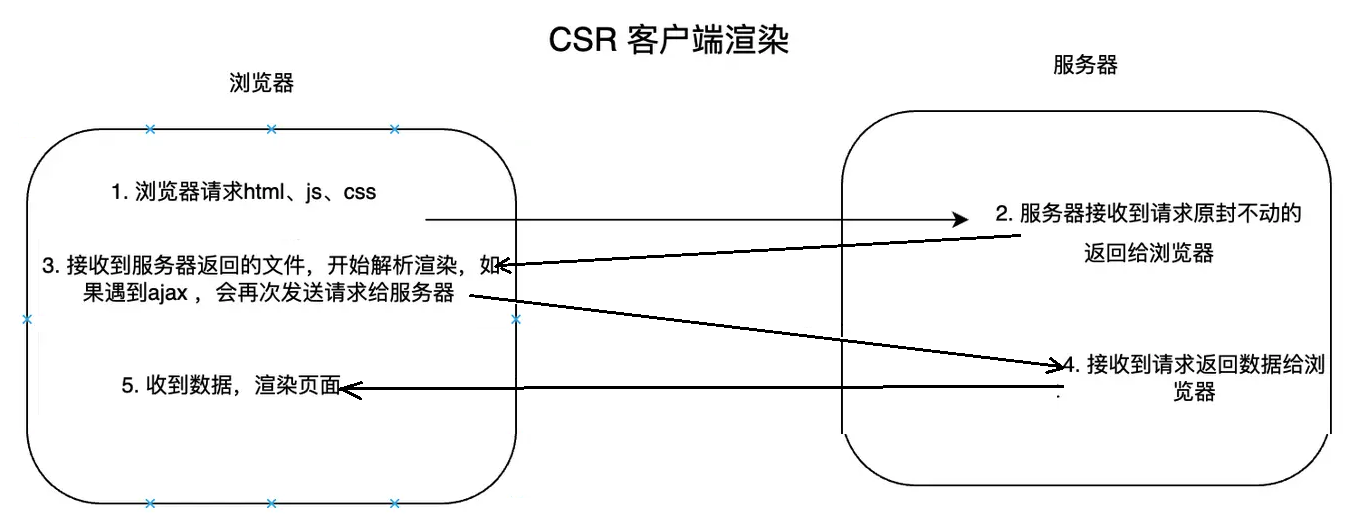 CSR 客户端渲染
浏览器
服务器
1. 浏览器请求html、js、css
2. 服务器接收到请求原封不动的
返回给浏览器
3. 接收到服务器返回的文件，开始解析渲染，如
果遇到ajax ，会再次发送请求给服务器
4. 接收到请求返回数据给浏
览器
5. 收到数据，渲染页面